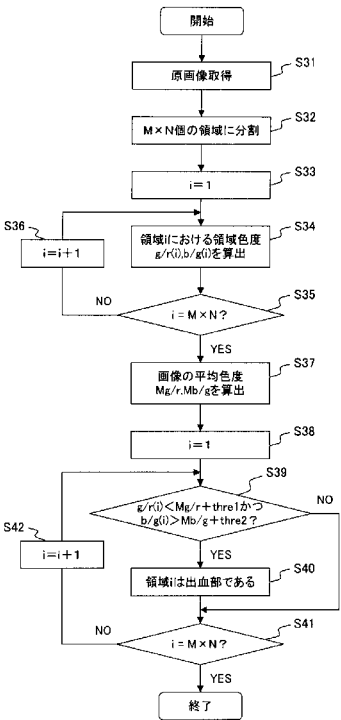 開始
S31
原画像取得
S32
M×N個の領域に分割
S33
i=1
S36
i=i+1
S34
領域iにおける領域色度
g/r(i),b/g(i)を算出
S35
NO
i=M×N?
YES
S37
画像の平均色度
Mg/r,Mb/gを算出
S38
i=1
S39
g/r(i)<Mg/r+thre1かつ
b/g(i)>Mb/g+thre2?
NO
S42
i=i+1
YES
S40
領域iは出血部である
S41
NO
i=M×N?
YES
終了